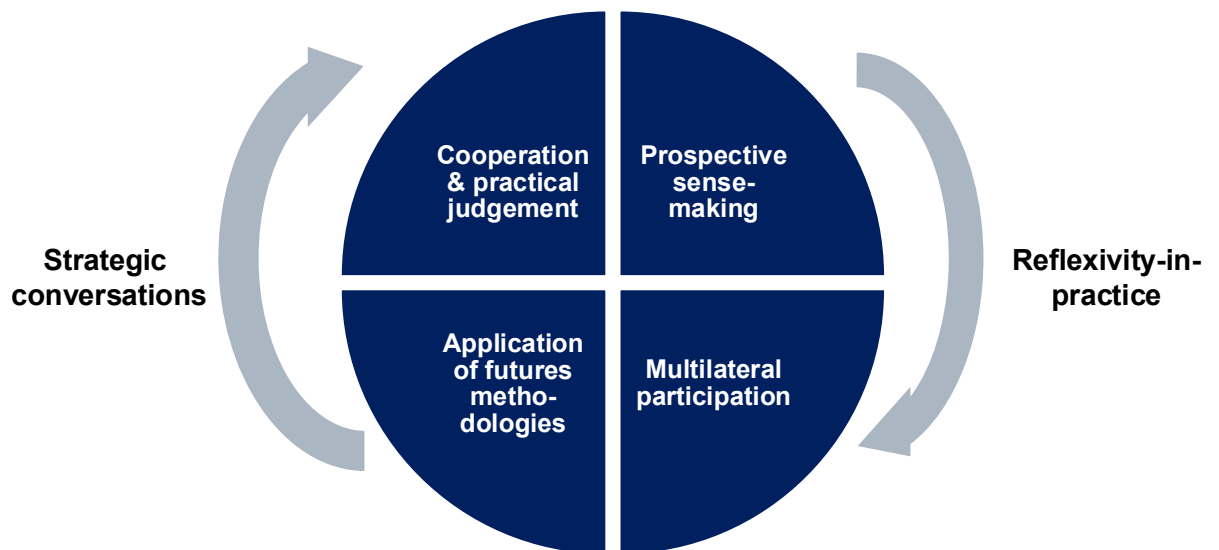 Cooperation
& practical
judgement
Prospective
sense-
making
Strategic
conversations
Reflexivity-in-
practice
Application
of futures
metho-
dologies
Multilateral
participation